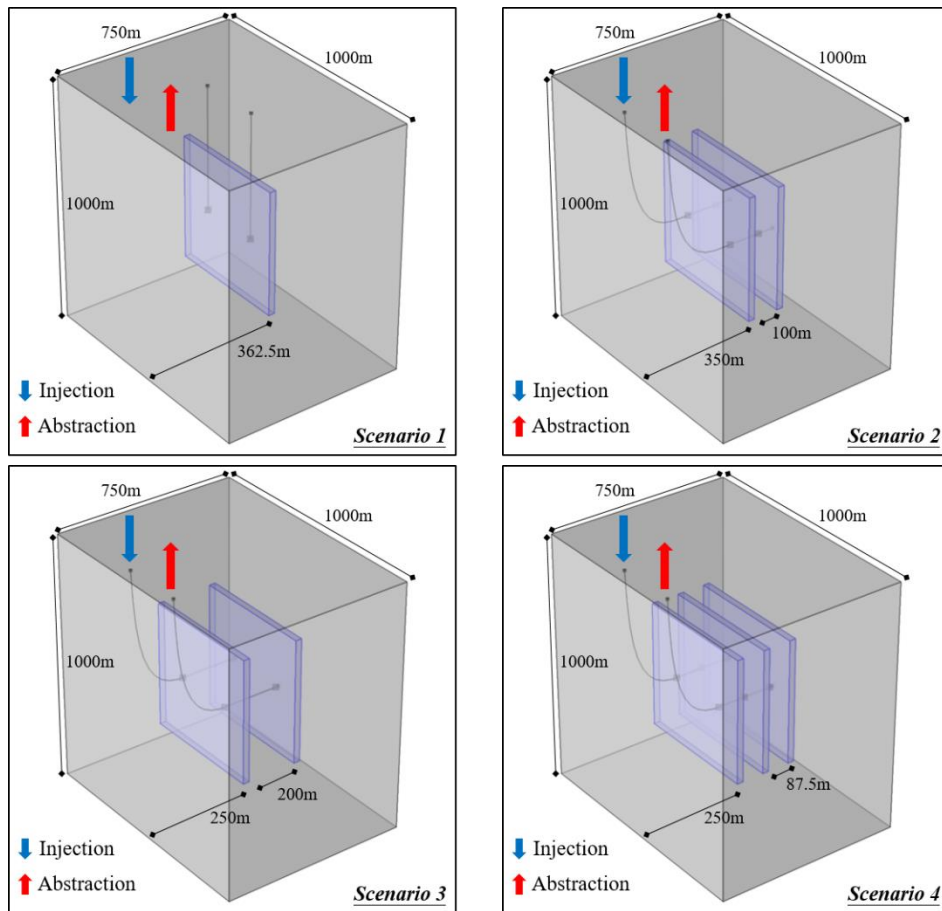 750m
1000m
1000m
362.5m
Injection
Abstraction
Scenario 1
750m
1000m
1000m
100m
350m
Injection
Abstraction
Scenario 2
750m
1000m
1000m
200m
250m
Injection
Abstraction
Scenario 3
750m
1000m
1000m
87.5m
250m
Injection
Abstraction
Scenario 4